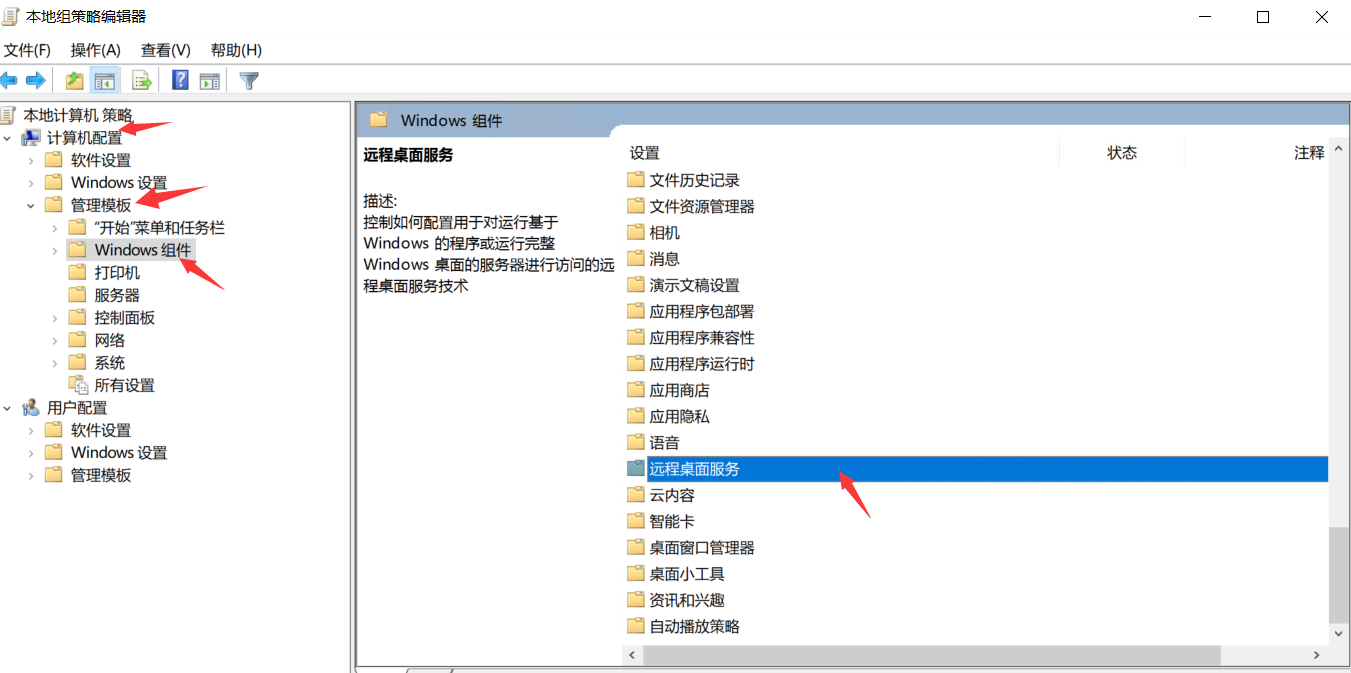 本地组策略编辑器
文件(F) 操作(A) 查看(V) 帮助(H)
本地计算机 策略
计算机配置
软件设置
Windows 设置
管理模板
“开始”菜单和任务栏
Windows 组件
打印机
服务器
控制面板
网络
系统
所有设置
用户配置
软件设置
Windows 设置
管理模板
Windows 组件
远程桌面服务
描述:
控制如何配置用于对运行基于
Windows 的程序或运行完整
Windows 桌面的服务器进行访问的远
程桌面服务技术
设置 状态 注释
文件历史记录
文件资源管理器
相机
消息
演示文稿设置
应用程序包部署
应用程序兼容性
应用程序运行时
应用商店
应用隐私
语音
远程桌面服务
云内容
智能卡
桌面窗口管理器
桌面小工具
资讯和兴趣
自动播放策略